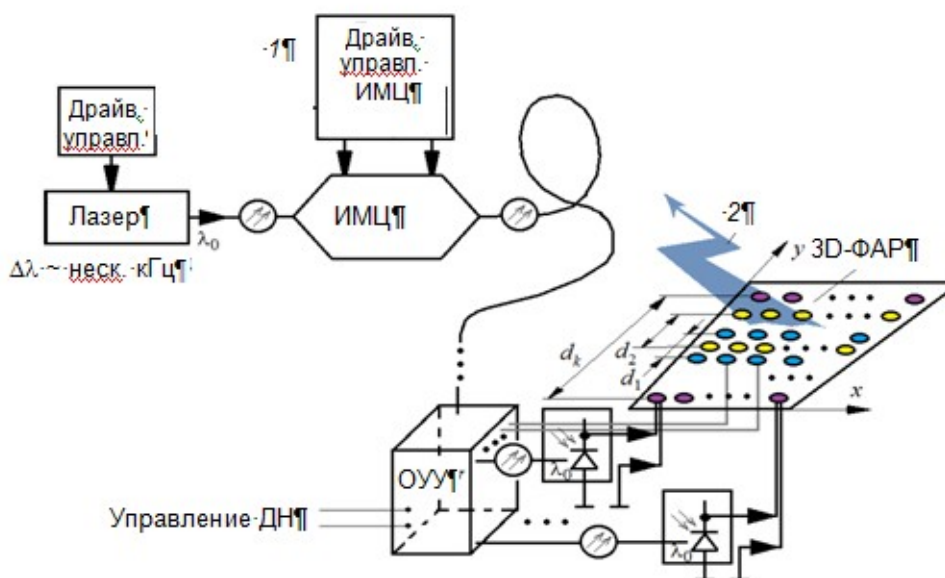 -1¶
Драйв.-
управл.-
ИМЦ¶
Драйв.-
управл.
Лазер¶
λ0
ИМЦ¶
Δλ·~·неск.·кГц¶
-2¶
y
3D-ФАР¶
dk
d2
d1
x
ОУУ¶
λ0
Управление·ДН¶
λ0